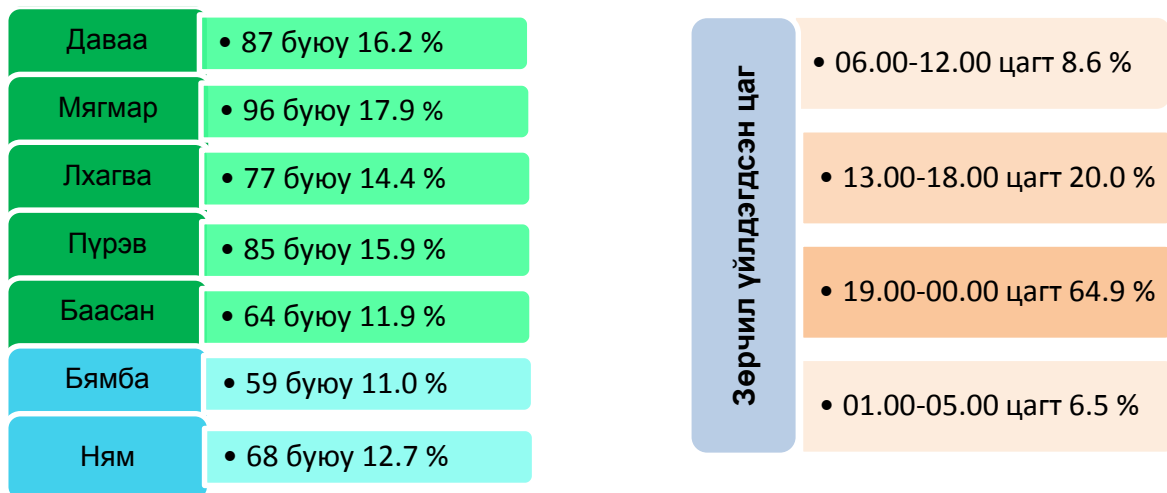 Даваа
• 87 буюу 16.2 %
Мягмар
• 96 буюу 17.9 %
Лхагва
• 77 буюу 14.4 %
Пүрэв
• 85 буюу 15.9 %
Баасан
• 64 буюу 11.9 %
Бямба
• 59 буюу 11.0 %
Ням
• 68 буюу 12.7 %
Зөрчил үйлдэгдсэн цаг
• 06.00-12.00 цагт 8.6 %
• 13.00-18.00 цагт 20.0 %
• 19.00-00.00 цагт 64.9 %
• 01.00-05.00 цагт 6.5 %